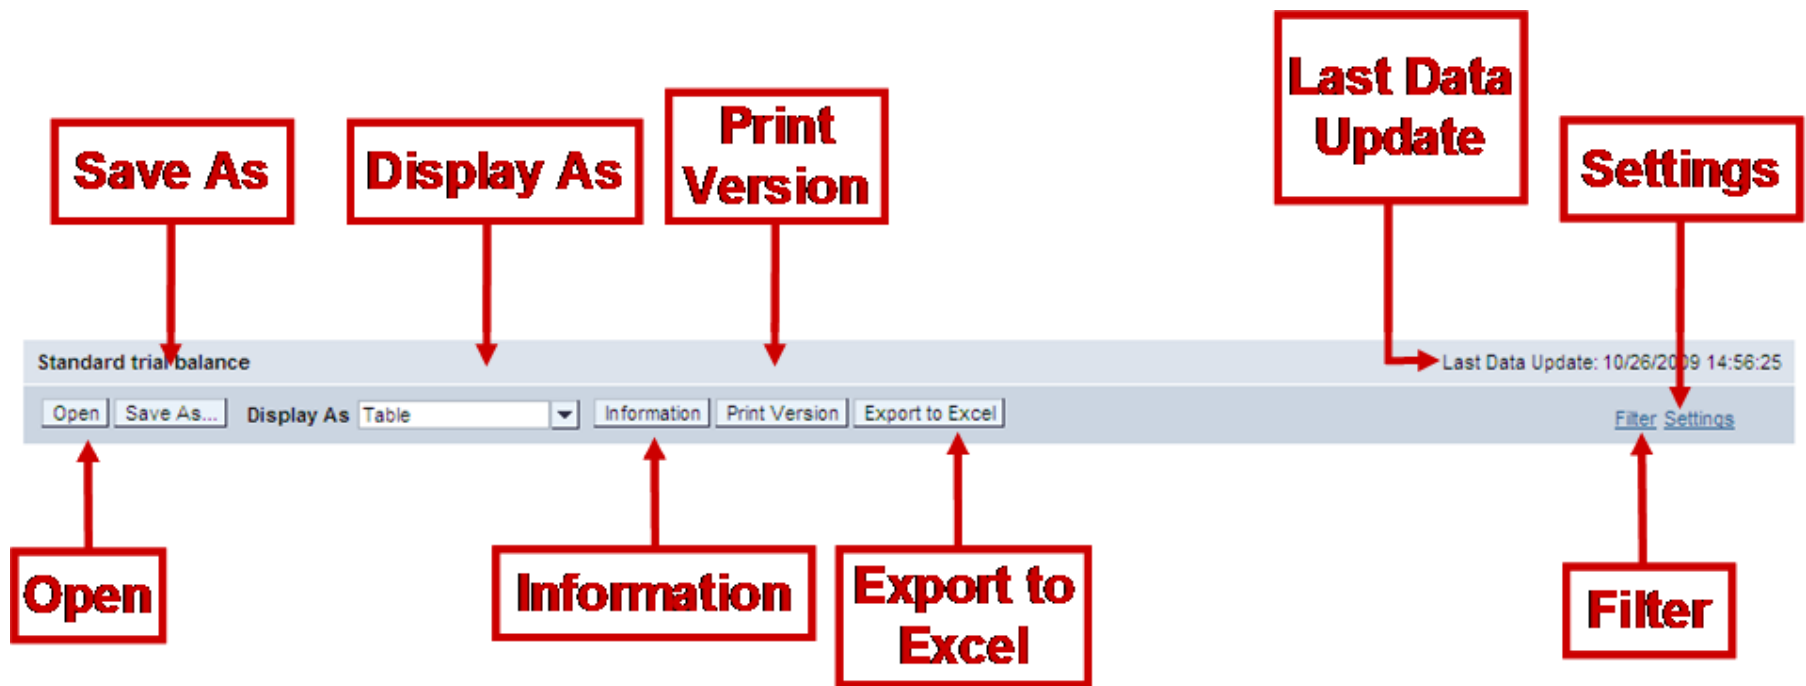 Last Data
Update
Print
Version
Save As
Display As
Settings
Standard trial balance
Last Data Update: 10/26/2009 14:56:25
Open
Save As...
Display As
Table
Information
Print Version
Export to Excel
Filter
Settings
Open
Information
Export to
Excel
Filter